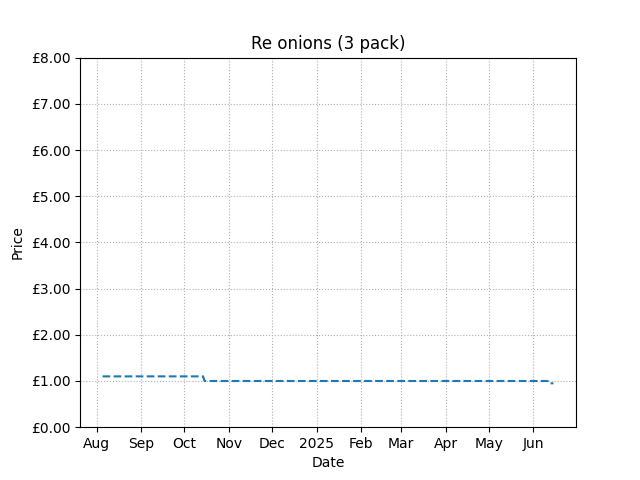 Re onions (3 pack)
£8.00
£7.00
£6.00
£5.00
£4.00
£3.00
£2.00
£1.00
£0.00
Price
Aug Sep Oct Nov Dec 2025 Feb Mar Apr May Jun
Date